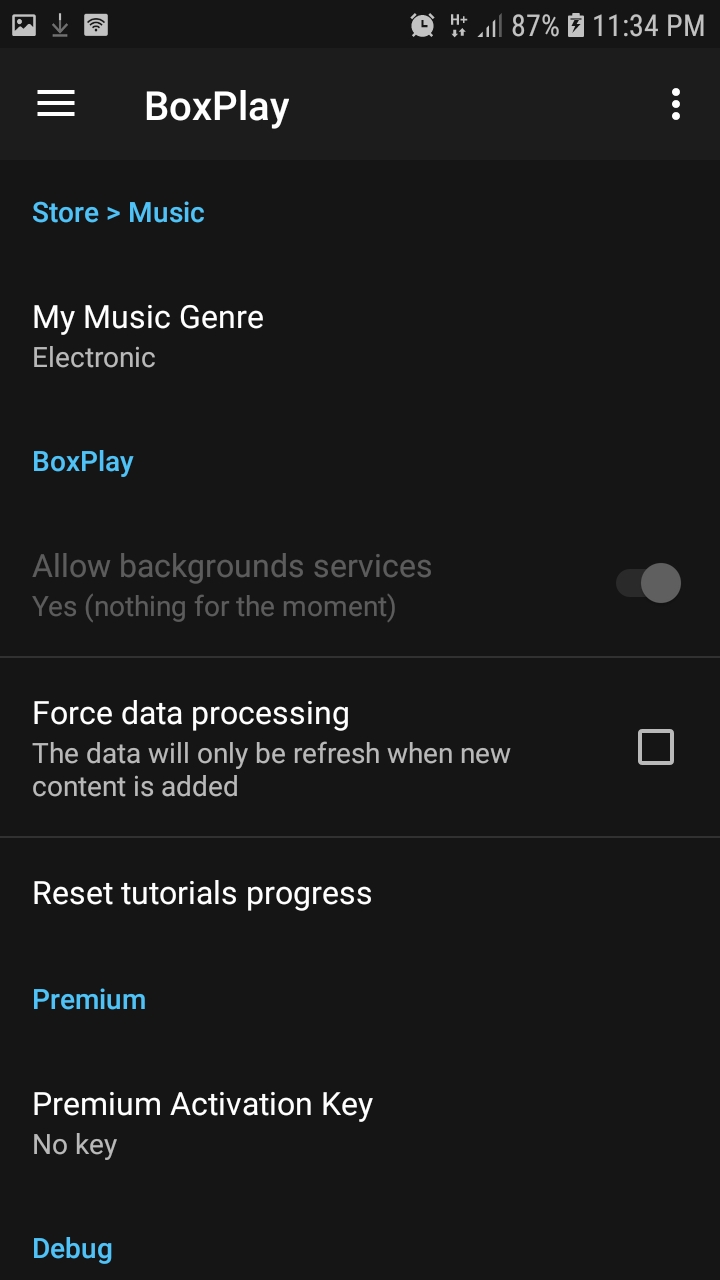 H+ 87% 11:34 PM
BoxPlay
Store > Music
My Music Genre
Electronic
BoxPlay
Allow backgrounds services
Yes (nothing for the moment)
Force data processing
The data will only be refresh when new
content is added
Reset tutorials progress
Premium
Premium Activation Key
No key
Debug